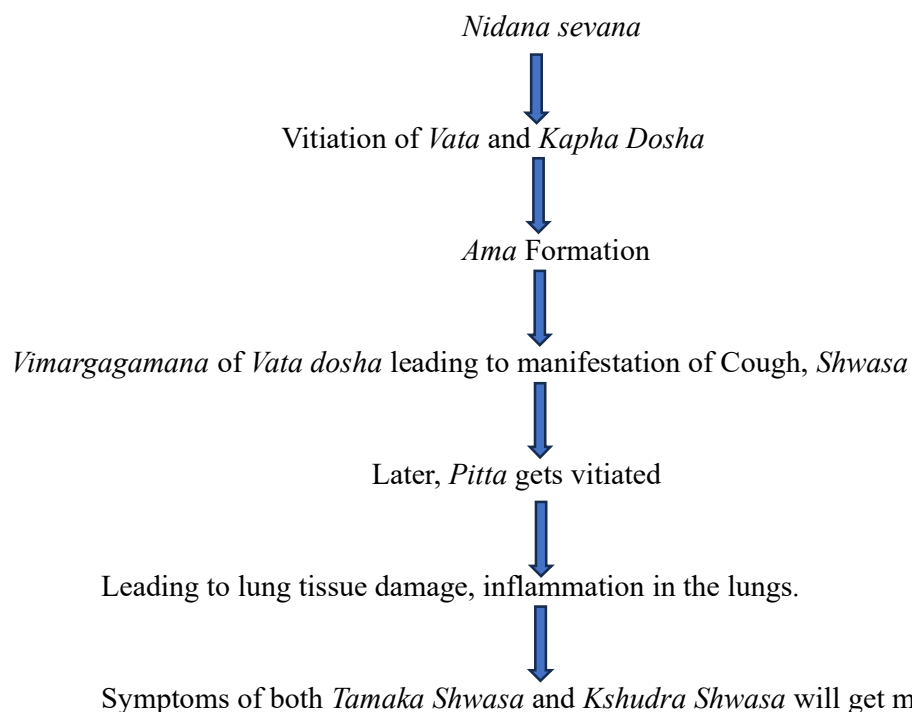 Nidana sevana
Vitiation of Vata and Kapha Dosha
Ama Formation
Vimargagamana of Vata dosha leading to manifestation of Cough, Shwasa
Later, Pitta gets vitiated
Leading to lung tissue damage, inflammation in the lungs.
Symptoms of both Tamaka Shwasa and Kshudra Shwasa will get